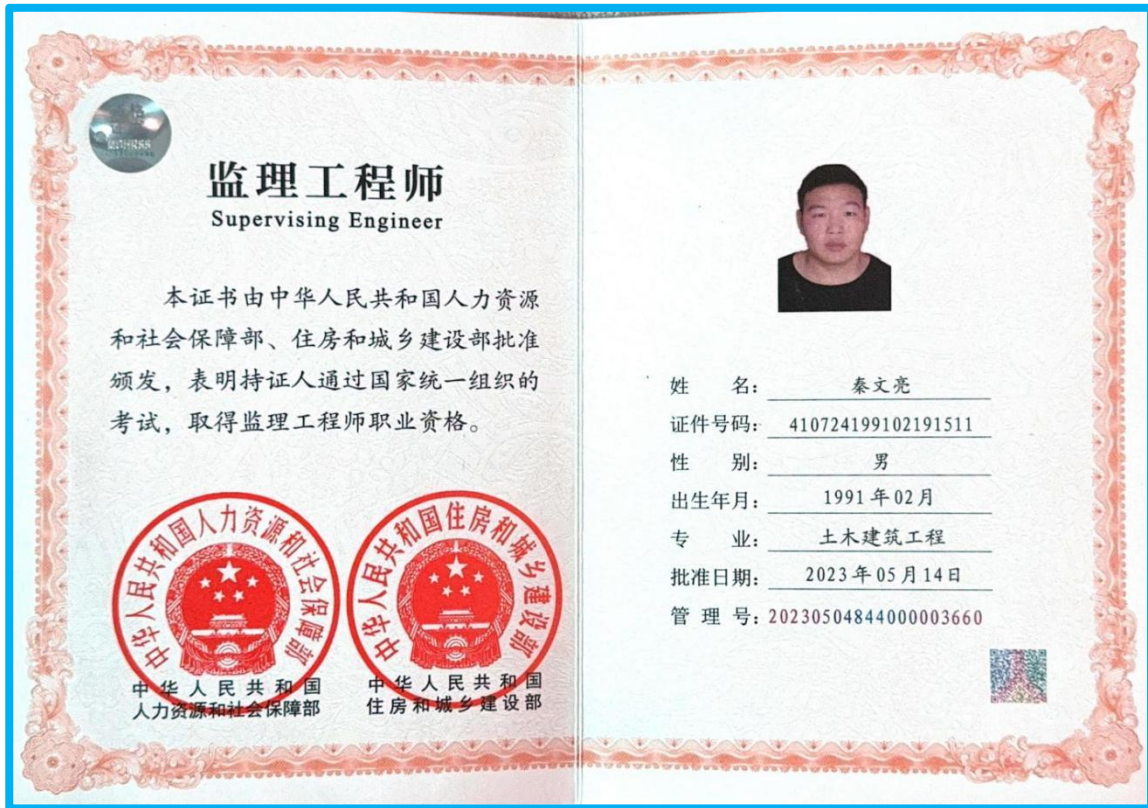 监理工程师
Supervising Engineer
本证书由中华人民共和国人力资源
和社会保障部、住房和城乡建设部批准
颁发，表明持证人通过国家统一组织的
考试，取得监理工程师职业资格。
中华人民共和国人力资源和社会保障部
中华人民共和国住房和城乡建设部
中华人民共和国
人力资源和社会保障部
中华人民共和国
住房和城乡建设部
姓 名： 秦文亮
证件号码： 410724199102191511
性 别： 男
出生年月： 1991年02月
专 业： 土木建筑工程
批准日期： 2023年05月14日
管 理 号： 20230504844000003660